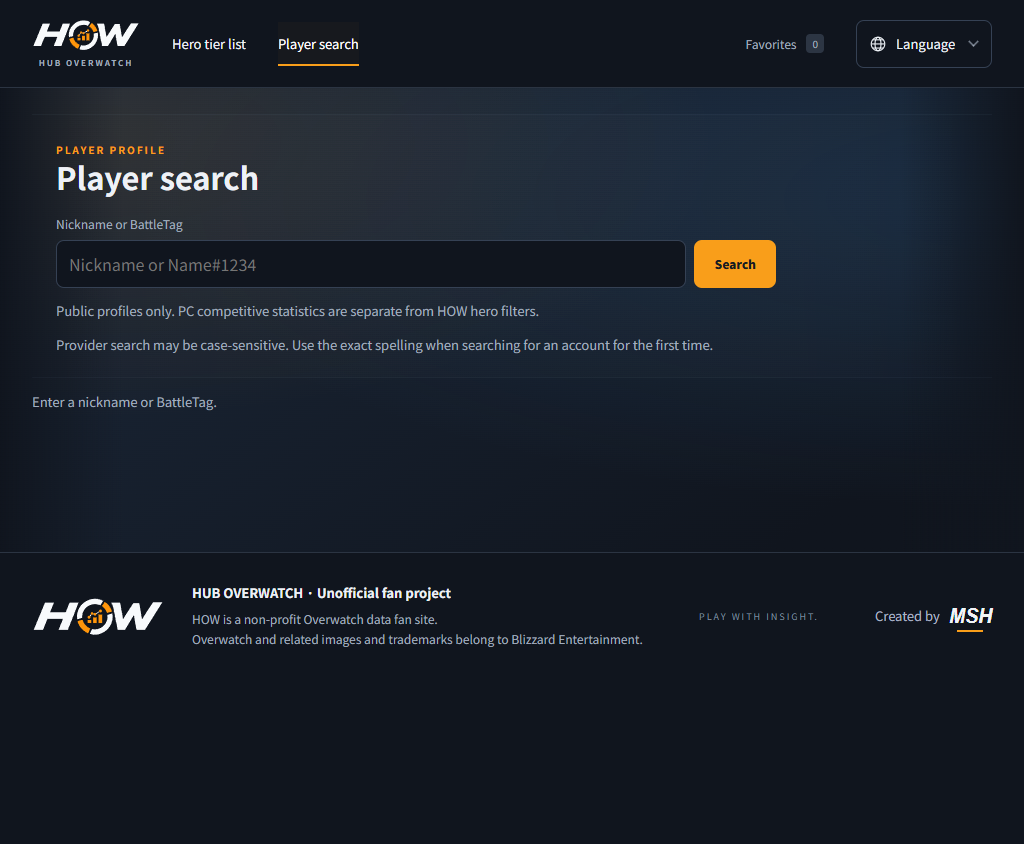 HOW
HUB OVERWATCH
Hero tier list
Player search
Favorites 0
Language
PLAYER PROFILE
Player search
Nickname or BattleTag
Nickname or Name#1234
Search
Public profiles only. PC competitive statistics are separate from HOW hero filters.
Provider search may be case-sensitive. Use the exact spelling when searching for an account for the first time.
Enter a nickname or BattleTag.
HOW
HUB OVERWATCH · Unofficial fan project
HOW is a non-profit Overwatch data fan site.
Overwatch and related images and trademarks belong to Blizzard Entertainment.
PLAY WITH INSIGHT.
Created by MSH